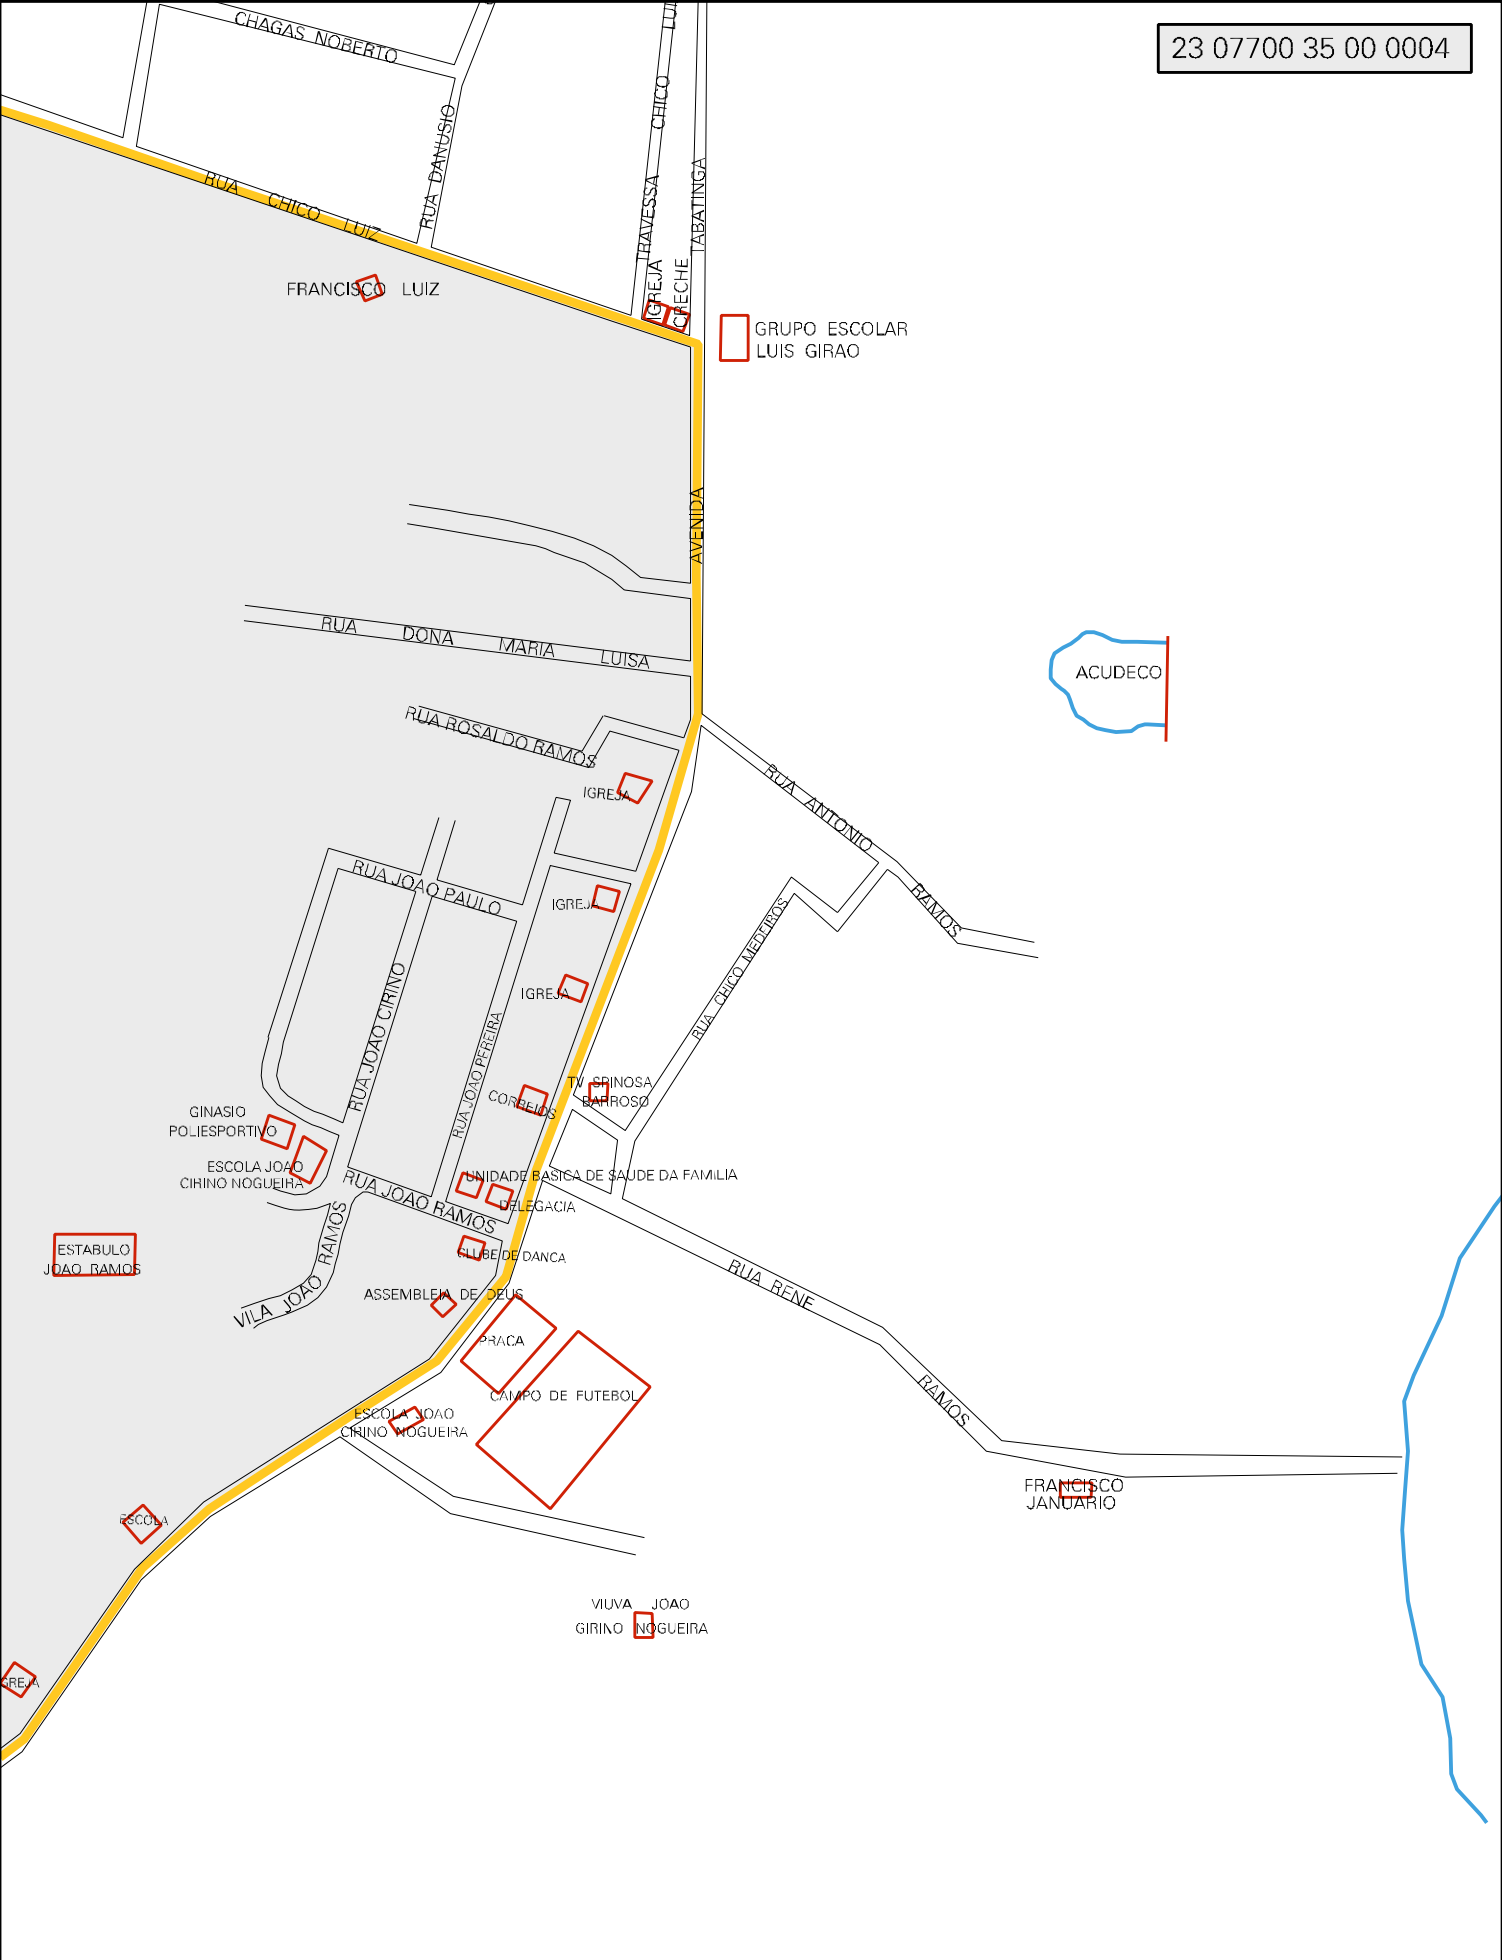 23 07700 35 00 0004
CHAGAS NOBERTO
RUA DANUSIO
TRAVESSA CHICO
AVENIDA TABATINGA
RUA CHICO LUIZ
IGREJA
CRECHE
FRANCISCO LUIZ
GRUPO ESCOLAR
LUIS GIRAO
RUA DONA MARIA LUISA
ACUDECO
RUA ROSALDO RAMOS
IGREJA
RUA ANTONIO RAMOS
RUA JOAO PAULO
IGREJA
RUA CHICO MEDEIROS
IGREJA
RUA JOAO CIRINO
RUA JOAO PEREIRA
TV SPINOSA
BARROSO
CORREIOS
GINASIO
POLIESPORTIVO
ESCOLA JOAO
CIRINO NOGUEIRA
UNIDADE BASICA DE SAUDE DA FAMILIA
RUA JOAO RAMOS
DELEGACIA
ESTABULO
JOAO RAMOS
CLUBE DE DANCA
VILA JOAO RAMOS
ASSEMBLEIA DE DEUS
RUA RENE RAMOS
PRACA
CAMPO DE FUTEBOL
ESCOLA JOAO
CIRINO NOGUEIRA
FRANCISCO
JANUARIO
ESCOLA
VIUVA JOAO
GIRINO NOGUEIRA
GREJA